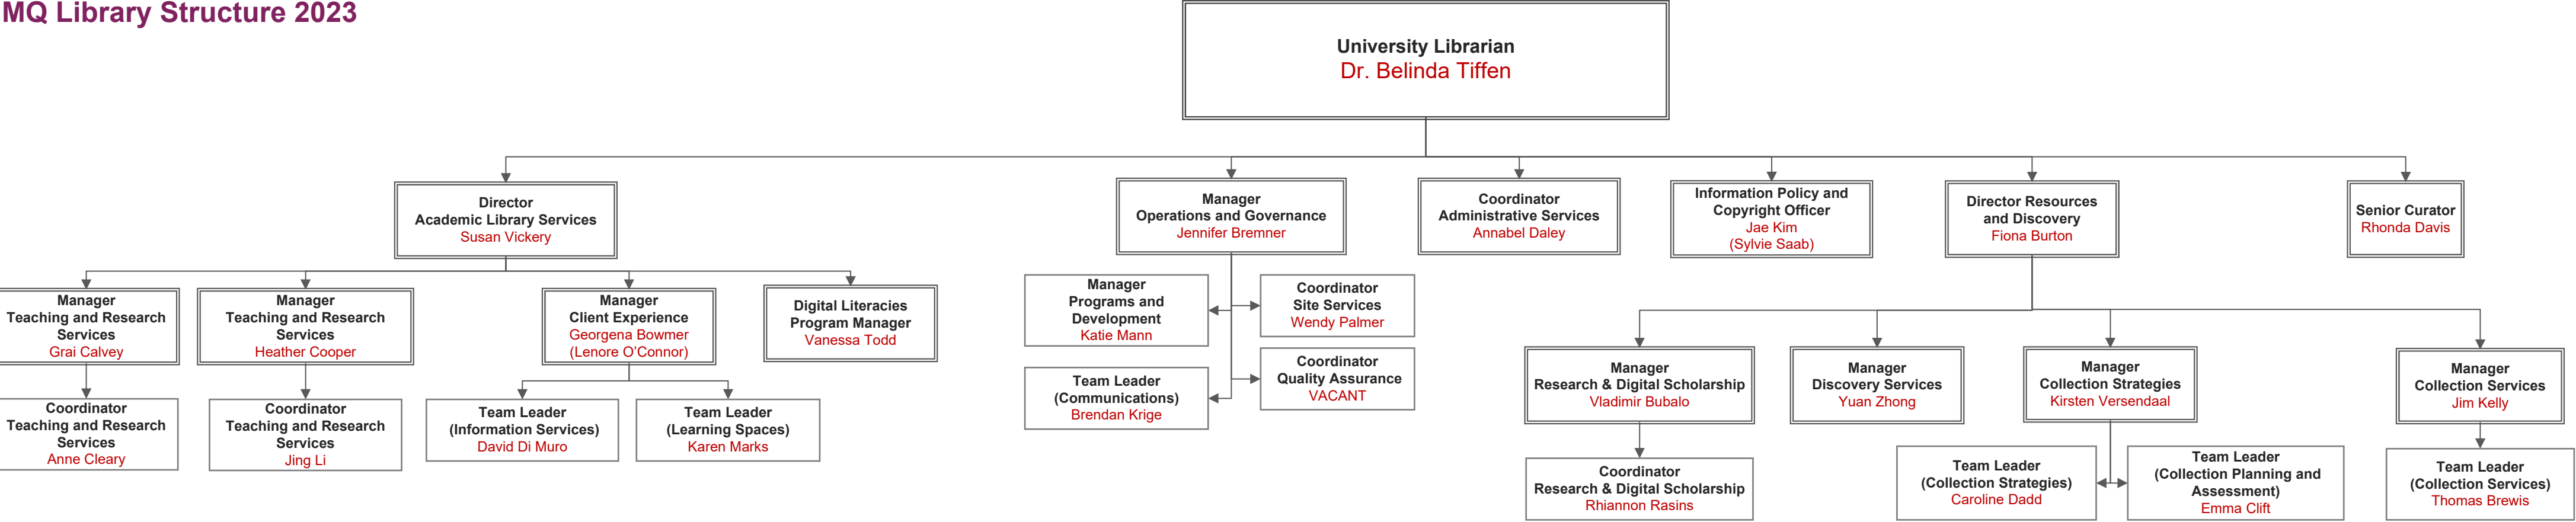 MQ Library Structure 2023
University Librarian
Dr. Belinda Tiffen
Director
Academic Library Services
Susan Vickery
Manager
Operations and Governance
Jennifer Bremner
Coordinator
Administrative Services
Annabel Daley
Information Policy and
Copyright Officer
Jae Kim
(Sylvie Saab)
Director Resources
and Discovery
Fiona Burton
Senior Curator
Rhonda Davis
Manager
Teaching and Research
Services
Grai Calvey
Manager
Teaching and Research
Services
Heather Cooper
Manager
Client Experience
Georgena Bowmer
(Lenore O'Connor)
Digital Literacies
Program Manager
Vanessa Todd
Manager
Programs and
Development
Katie Mann
Coordinator
Site Services
Wendy Palmer
Team Leader
(Communications)
Brendan Krige
Coordinator
Quality Assurance
VACANT
Manager
Research & Digital Scholarship
Vladimir Bubalo
Manager
Discovery Services
Yuan Zhong
Manager
Collection Strategies
Kirsten Versendaal
Manager
Collection Services
Jim Kelly
Coordinator
Teaching and Research
Services
Anne Cleary
Coordinator
Teaching and Research
Services
Jing Li
Team Leader
(Information Services)
David Di Muro
Team Leader
(Learning Spaces)
Karen Marks
Coordinator
Research & Digital Scholarship
Rhiannon Rasins
Team Leader
(Collection Strategies)
Caroline Dadd
Team Leader
(Collection Planning and
Assessment)
Emma Clift
Team Leader
(Collection Services)
Thomas Brewis